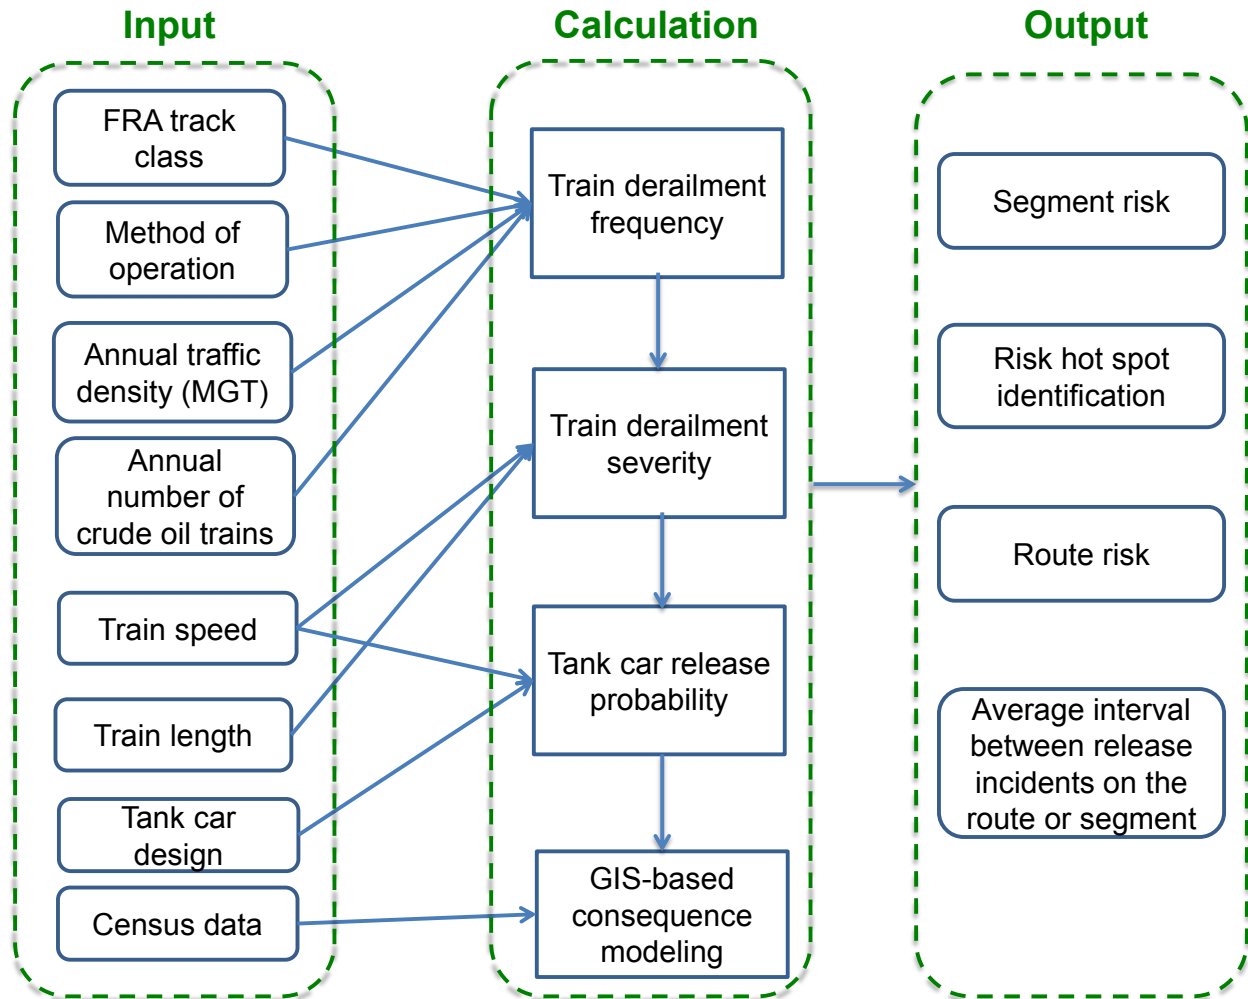 Input
FRA track
class
Method of
operation
Annual traffic
density (MGT)
Annual
number of
crude oil trains
Train speed
Train length
Tank car
design
Census data
Calculation
Train derailment
frequency
Train derailment
severity
Tank car release
probability
GIS-based
consequence
modeling
Output
Segment risk
Risk hot spot
identification
Route risk
Average interval
between release
incidents on the
route or segment